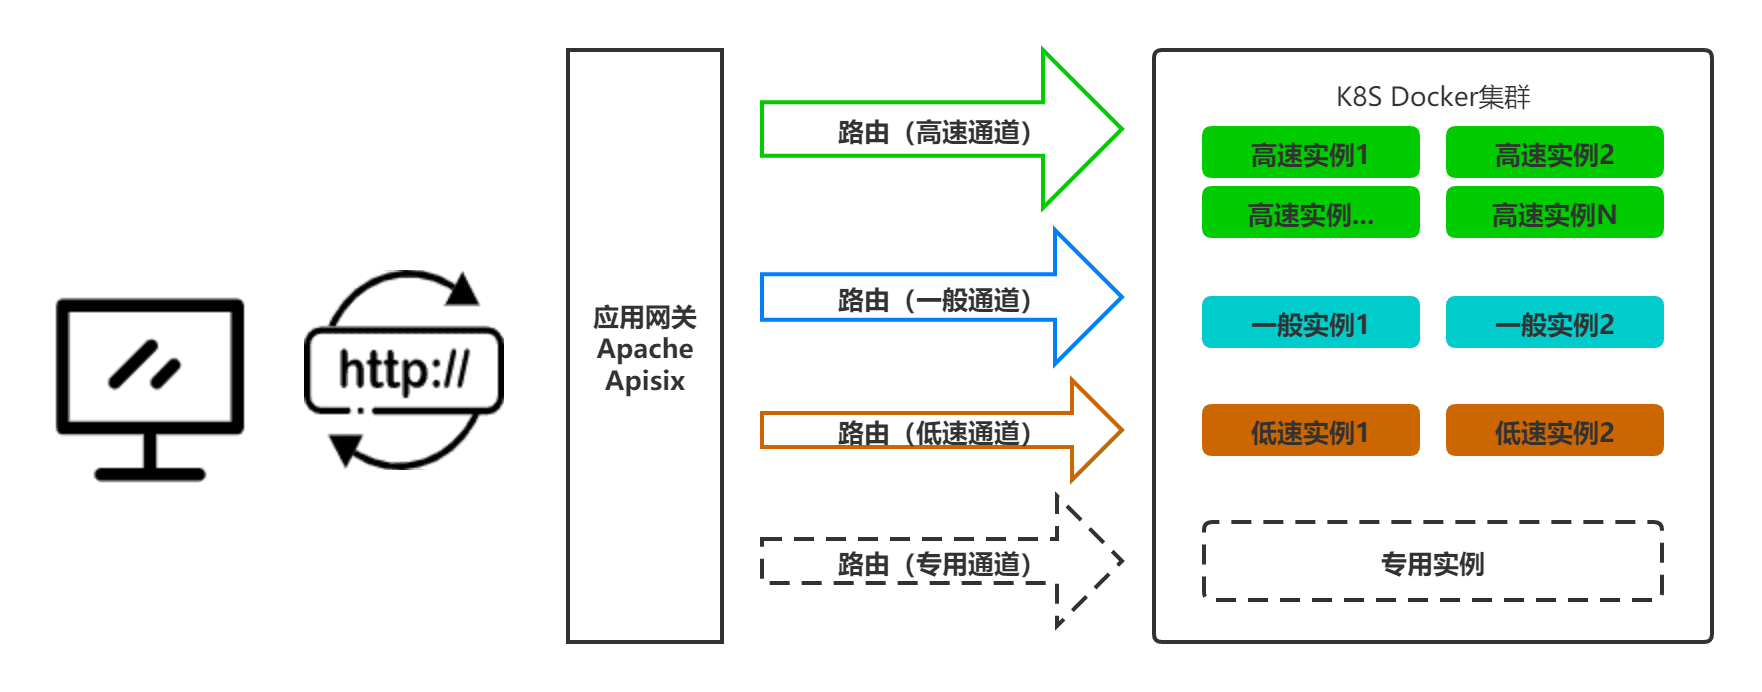 http://
应用网关
Apache
Apisix
路由（高速通道）
路由（一般通道）
路由（低速通道）
路由（专用通道）
K8S Docker集群
高速实例1
高速实例2
高速实例...
高速实例N
一般实例1
一般实例2
低速实例1
低速实例2
专用实例